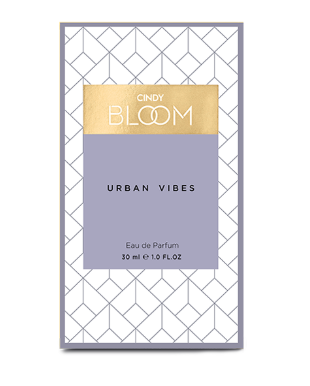 CINDY
BLOOM
URBAN VIBES
Eau de Parfum
30 ml ℮ 1.0 FL.OZ